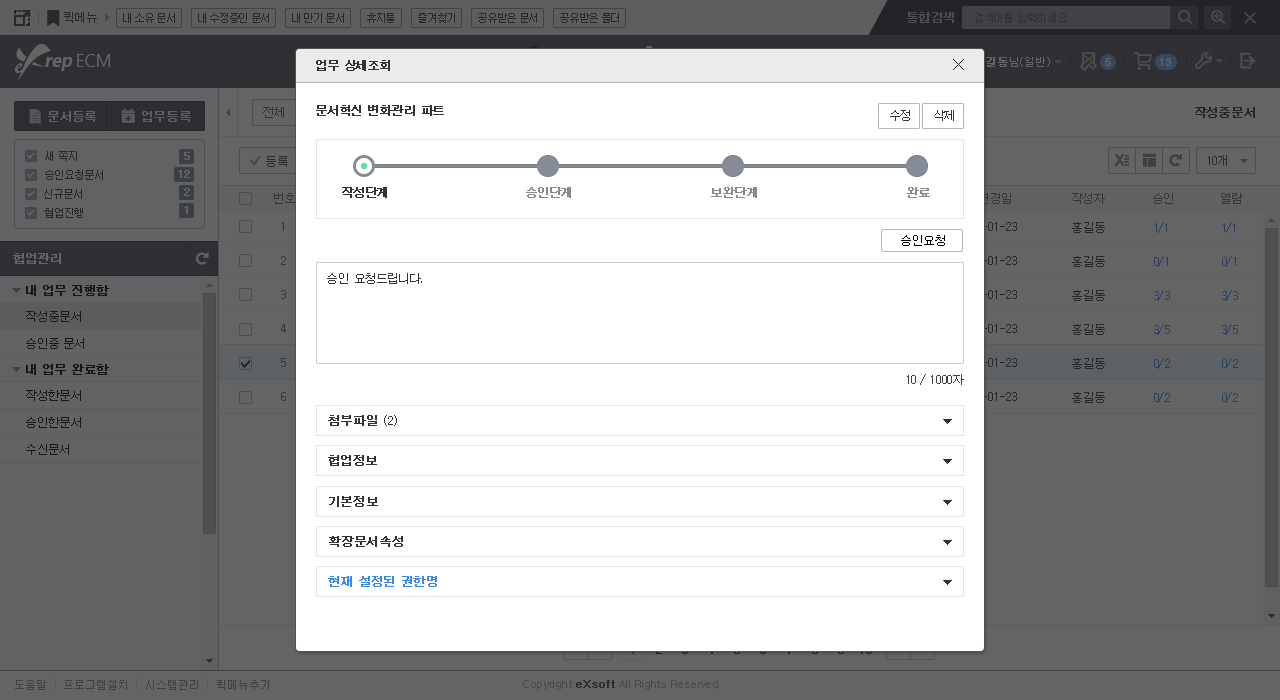 퀵메뉴
내 소유 문서
내 수정중인 문서
내 만기 문서
휴지통
즐겨찾기
공유받은 문서
공유받은 폴더
통합검색
검색어를 입력하세요
eXrep ECM
길동님(일반)
5
13
문서등록
업무등록
새 쪽지 5
승인요청문서 12
신규문서 2
협업진행 1
협업관리
내 업무 진행함
작성중문서
승인중 문서
내 업무 완료함
작성한문서
승인한문서
수신문서
전체
작성중문서
등록
10개
번호
변경일 작성자 승인 열람
1 -01-23 홍길동 1/1 1/1
2 -01-23 홍길동 0/1 0/1
3 -01-23 홍길동 3/3 3/3
4 -01-23 홍길동 3/5 3/5
5 -01-23 홍길동 0/2 0/2
6 -01-23 홍길동 0/2 0/2
업무 상세조회
문서혁신 변화관리 파트
수정
삭제
작성단계
승인단계
보완단계
완료
승인요청
승인 요청드립니다.
10 / 1000자
첨부파일 (2)
협업정보
기본정보
확장문서속성
현재 설정된 권한명
도움말
프로그램설치
시스템관리
퀵메뉴추가
Copyright eXsoft All Rights Reserved.